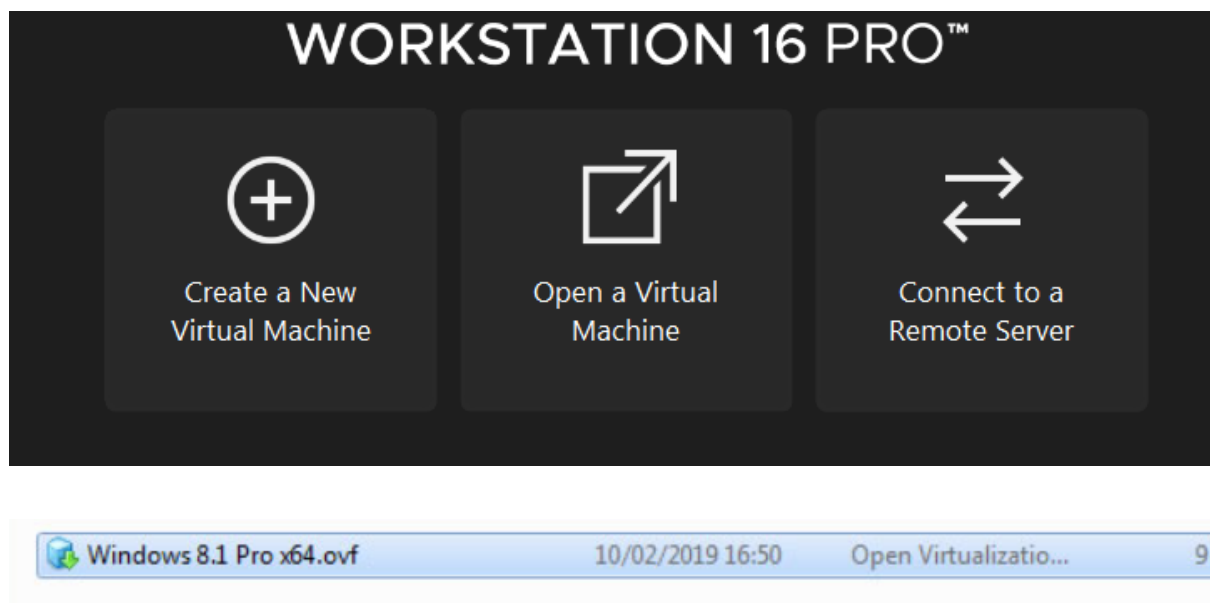 WORKSTATION 16 PRO™
Create a New
Virtual Machine
Open a Virtual
Machine
Connect to a
Remote Server
Windows 8.1 Pro x64.ovf 10/02/2019 16:50 Open Virtualizatio... 9